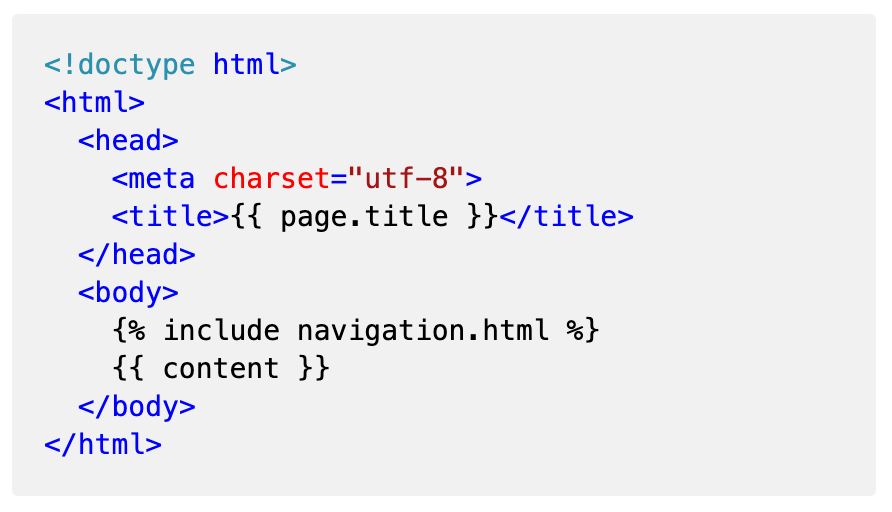 <!doctype html>
<html>
  <head>
    <meta charset="utf-8">
    <title>{{ page.title }}</title>
  </head>
  <body>
    {% include navigation.html %}
    {{ content }}
  </body>
</html>